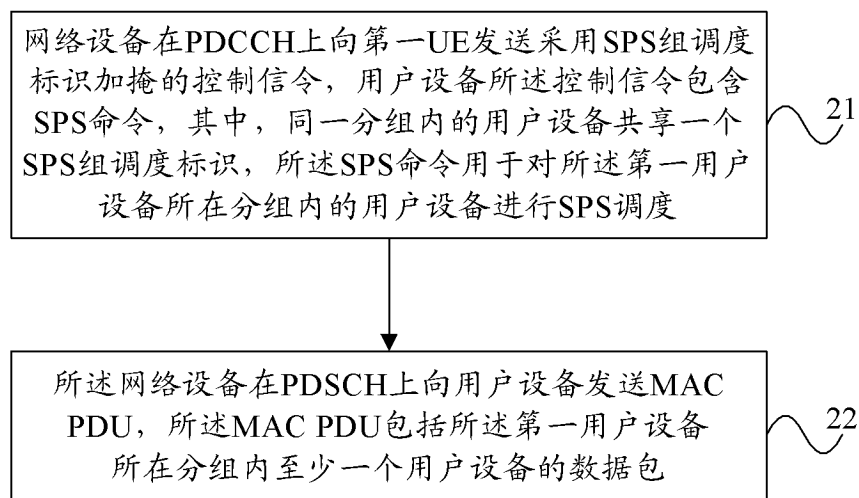 网络设备在PDCCH上向第一UE发送采用SPS组调度
标识加掩的控制信令，用户设备所述控制信令包含
SPS命令，其中，同一分组内的用户设备共享一个
SPS组调度标识，所述SPS命令用于对所述第一用户
设备所在分组内的用户设备进行SPS调度
21
所述网络设备在PDSCH上向用户设备发送MAC
PDU，所述MAC PDU包括所述第一用户设备
所在分组内至少一个用户设备的数据包
22